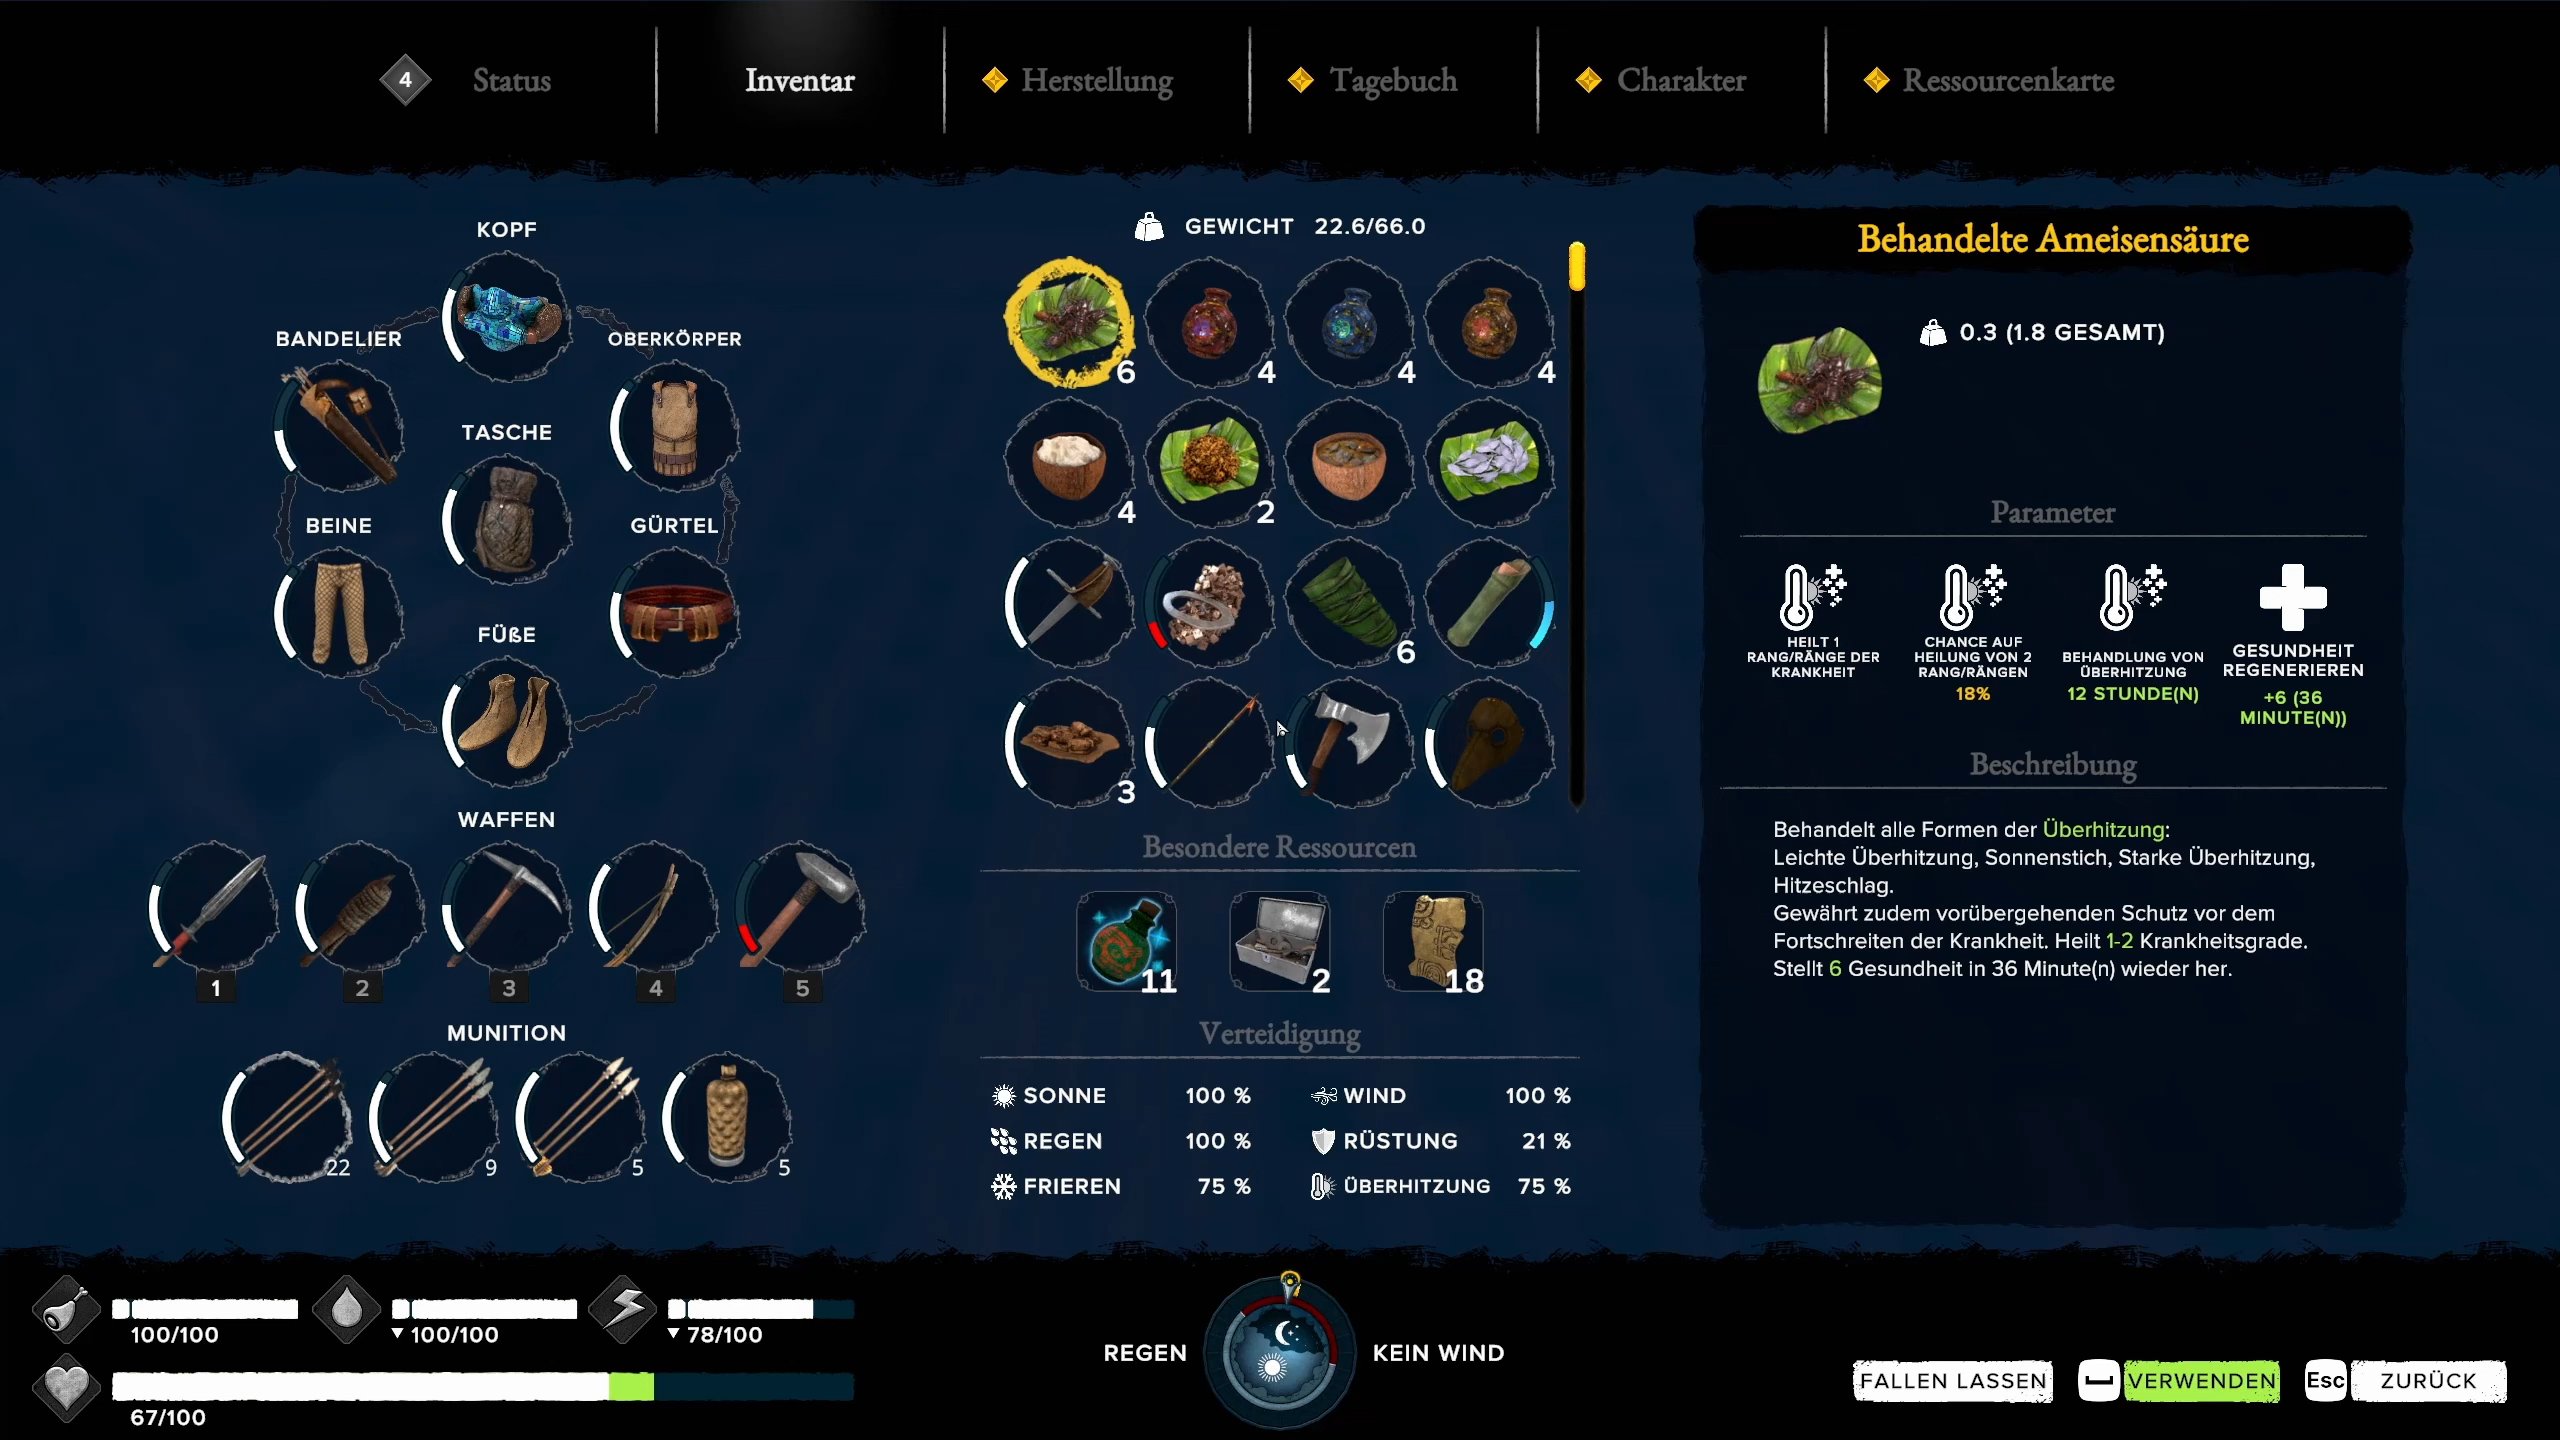 4 Status Inventar Herstellung Tagebuch Charakter Ressourcenkarte
KOPF
BANDELIER
OBERKÖRPER
TASCHE
BEINE
GÜRTEL
FÜßE
WAFFEN
1 2 3 4 5
MUNITION
22 9 5 5
GEWICHT 22.6/66.0
6 4 4 4
4 2
6
3
Besondere Ressourcen
11 2 18
Verteidigung
SONNE 100 % WIND 100 %
REGEN 100 % RÜSTUNG 21 %
FRIEREN 75 % ÜBERHITZUNG 75 %
Behandelte Ameisensäure
0.3 (1.8 GESAMT)
Parameter
HEILT 1
RANG/RÄNGE DER
KRANKHEIT
CHANCE AUF
HEILUNG VON 2
RANG/RÄNGEN
18%
BEHANDLUNG VON
ÜBERHITZUNG
12 STUNDE(N)
GESUNDHEIT
REGENERIEREN
+6 (36
MINUTE(N))
Beschreibung
Behandelt alle Formen der Überhitzung:
Leichte Überhitzung, Sonnenstich, Starke Überhitzung,
Hitzeschlag.
Gewährt zudem vorübergehenden Schutz vor dem
Fortschreiten der Krankheit. Heilt 1-2 Krankheitsgrade.
Stellt 6 Gesundheit in 36 Minute(n) wieder her.
100/100 100/100 78/100
67/100
REGEN KEIN WIND
FALLEN LASSEN VERWENDEN Esc ZURÜCK